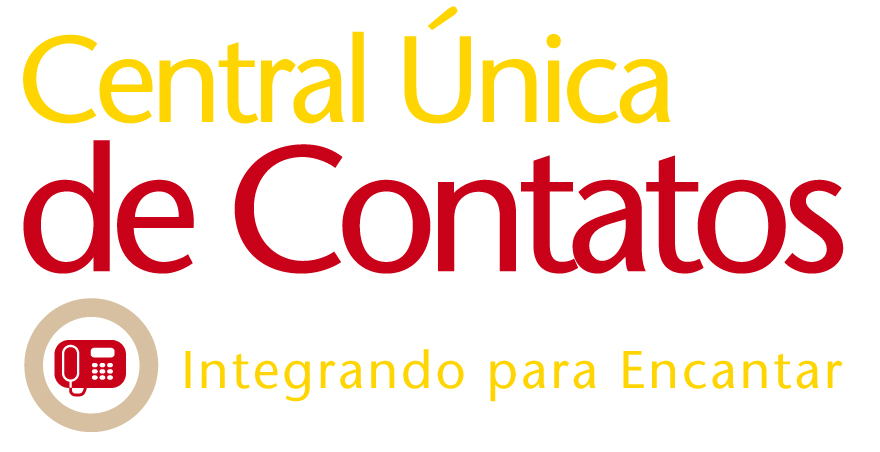 Central Única
de Contatos
Integrando para Encantar